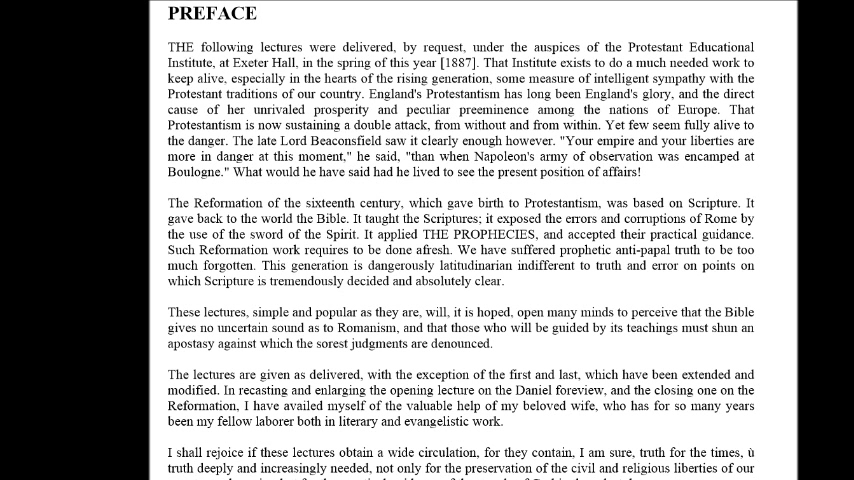 PREFACE
THE following lectures were delivered, by request, under the auspices of the Protestant Educational
Institute, at Exeter Hall, in the spring of this year [1887]. That Institute exists to do a much needed work to
keep alive, especially in the hearts of the rising generation, some measure of intelligent sympathy with the
Protestant traditions of our country. England's Protestantism has long been England's glory, and the direct
cause of her unrivaled prosperity and peculiar preeminence among the nations of Europe. That
Protestantism is now sustaining a double attack, from without and from within. Yet few seem fully alive to
the danger. The late Lord Beaconsfield saw it clearly enough however. "Your empire and your liberties are
more in danger at this moment," he said, "than when Napoleon's army of observation was encamped at
Boulogne." What would he have said had he lived to see the present position of affairs!
The Reformation of the sixteenth century, which gave birth to Protestantism, was based on Scripture. It
gave back to the world the Bible. It taught the Scriptures; it exposed the errors and corruptions of Rome by
the use of the sword of the Spirit. It applied THE PROPHECIES, and accepted their practical guidance.
Such Reformation work requires to be done afresh. We have suffered prophetic anti-papal truth to be too
much forgotten. This generation is dangerously latitudinarian indifferent to truth and error on points on
which Scripture is tremendously decided and absolutely clear.
These lectures, simple and popular as they are, will, it is hoped, open many minds to perceive that the Bible
gives no uncertain sound as to Romanism, and that those who will be guided by its teachings must shun an
apostasy against which the sorest judgments are denounced.
The lectures are given as delivered, with the exception of the first and last, which have been extended and
modified. In recasting and enlarging the opening lecture on the Daniel foreview, and the closing one on the
Reformation, I have availed myself of the valuable help of my beloved wife, who has for so many years
been my fellow laborer both in literary and evangelistic work.
I shall rejoice if these lectures obtain a wide circulation, for they contain, I am sure, truth for the times, ù
truth deeply and increasingly needed, not only for the preservation of the civil and religious liberties of our